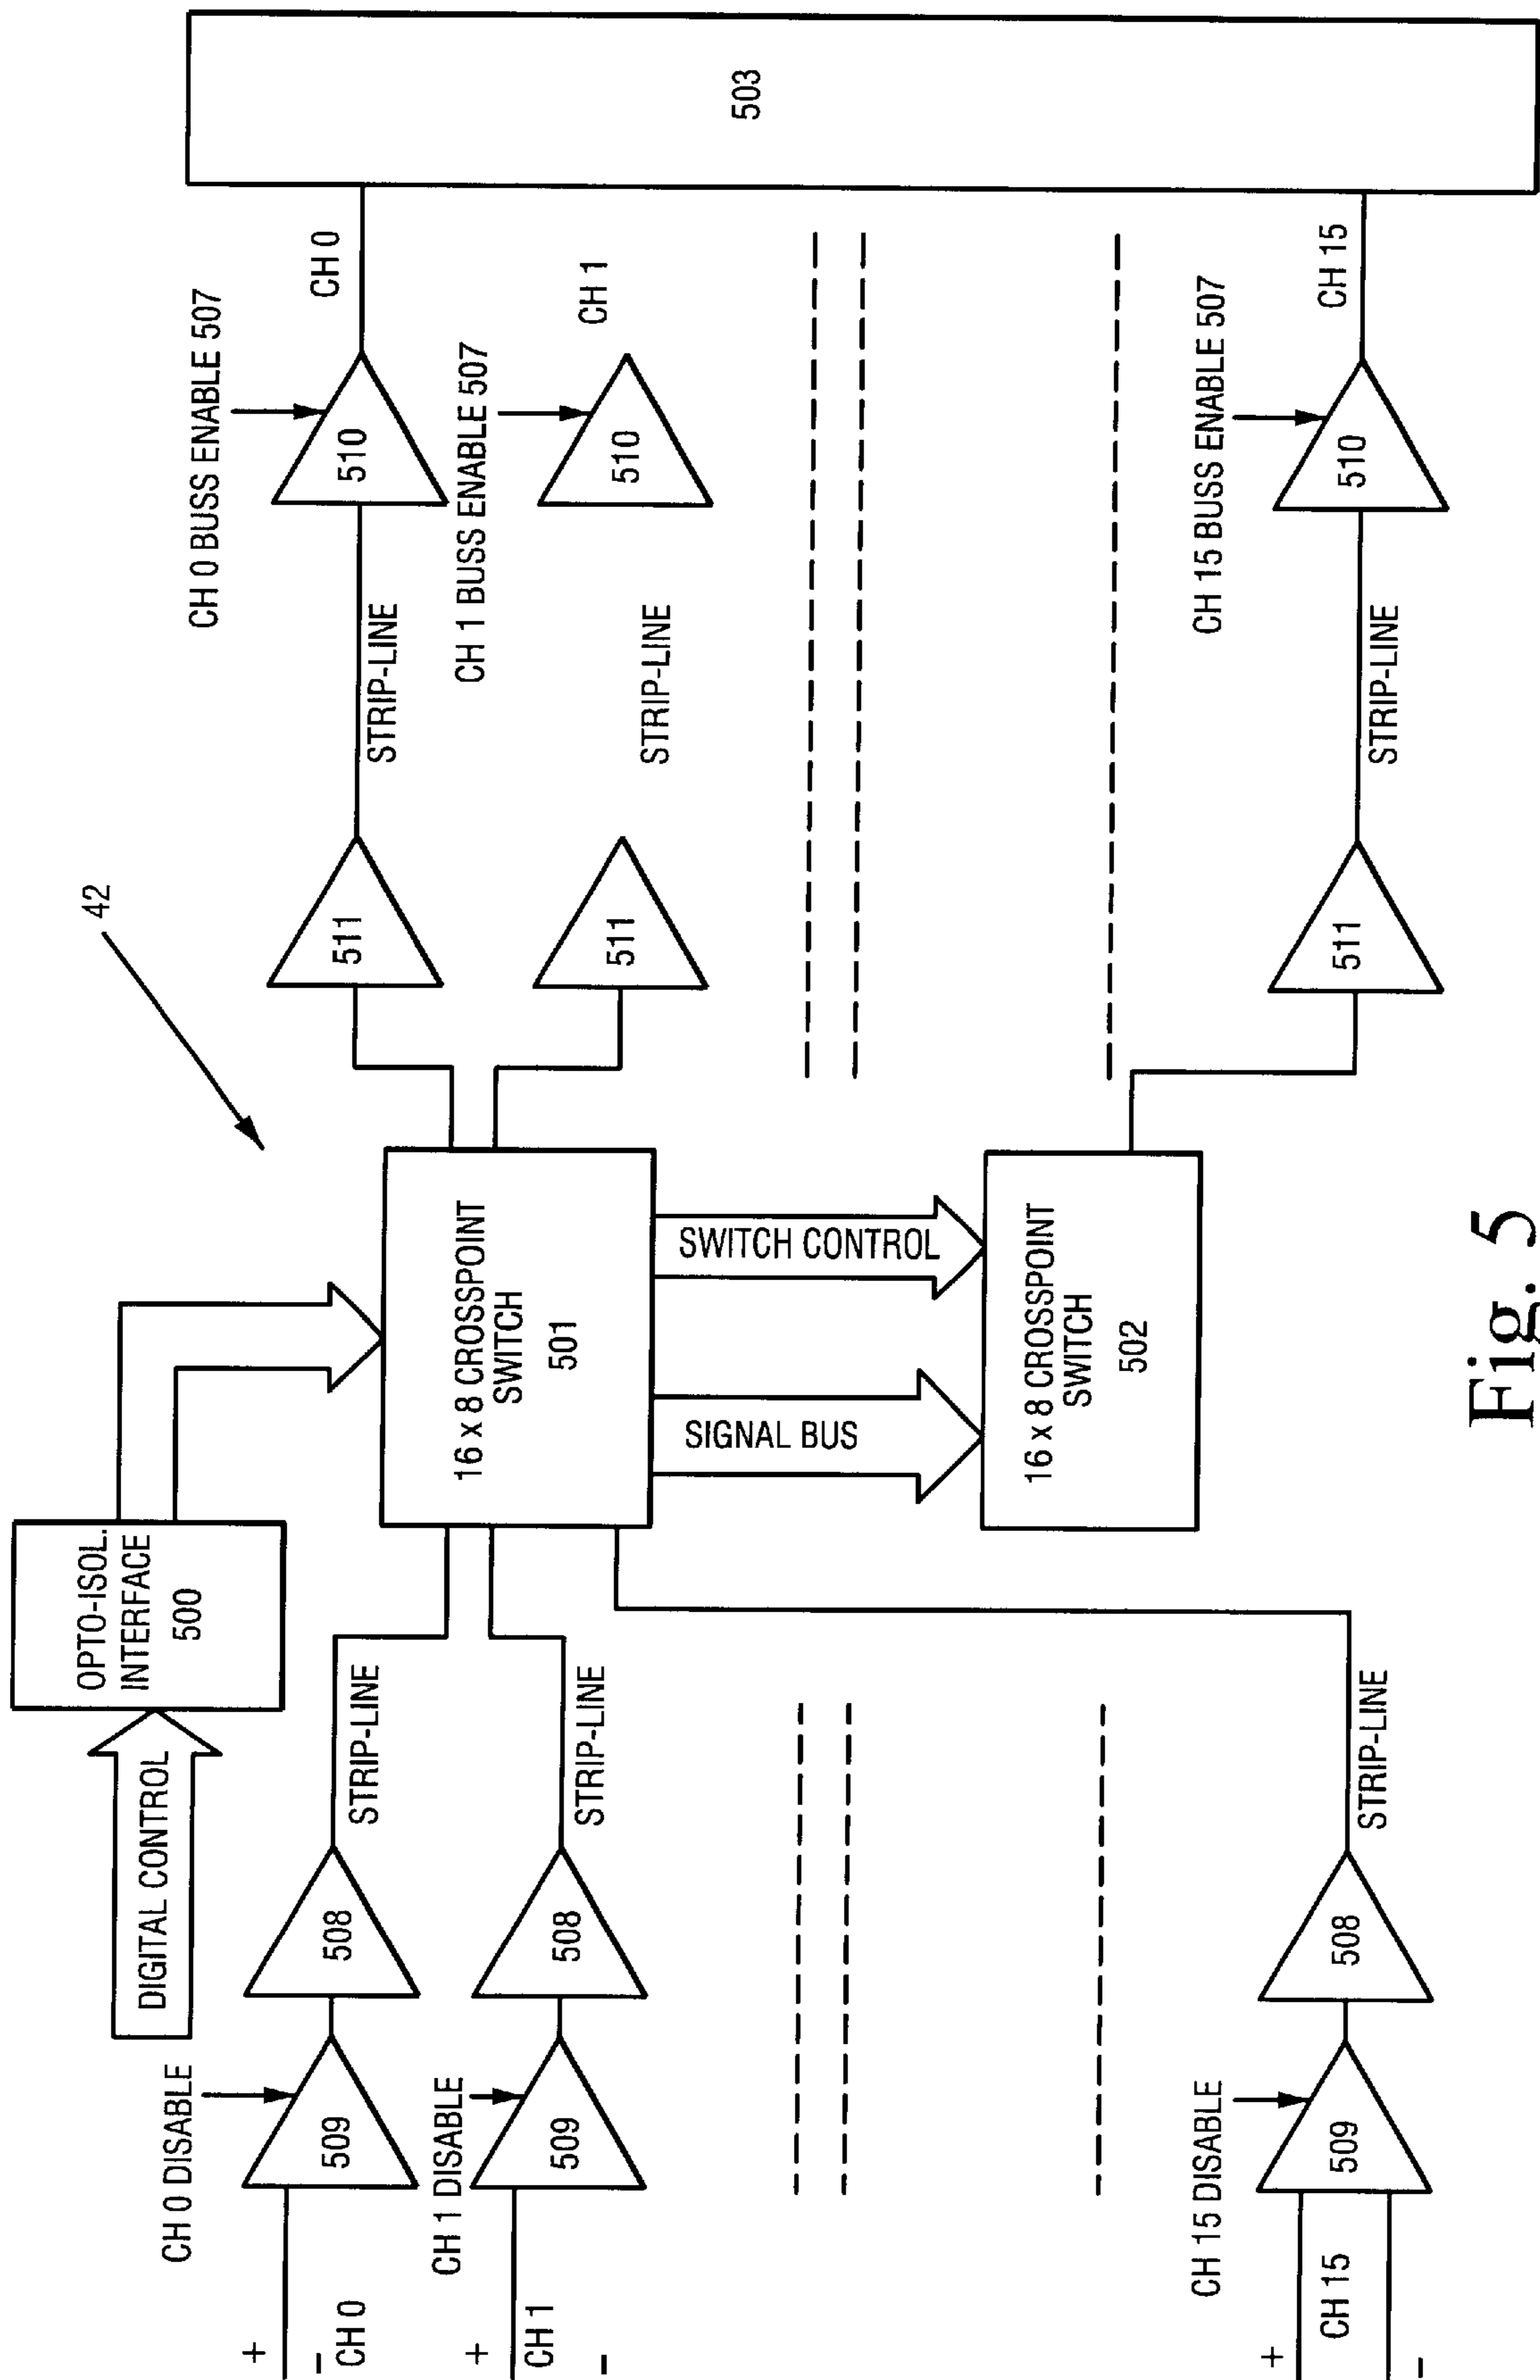 42
DIGITAL CONTROL
OPTO-ISOL.
INTERFACE
500
CH 0 DISABLE
+
–
CH 0
509
508
STRIP-LINE
CH 1 DISABLE
+
CH 1
–
509
508
STRIP-LINE
CH 15 DISABLE
+
CH 15
–
509
508
STRIP-LINE
16 x 8 CROSSPOINT
SWITCH
501
SIGNAL BUS
SWITCH CONTROL
16 x 8 CROSSPOINT
SWITCH
502
511
STRIP-LINE
CH 0 BUSS ENABLE 507
510
CH 0
511
STRIP-LINE
CH 1 BUSS ENABLE 507
510
CH 1
511
STRIP-LINE
CH 15 BUSS ENABLE 507
510
CH 15
503
Fig. 5